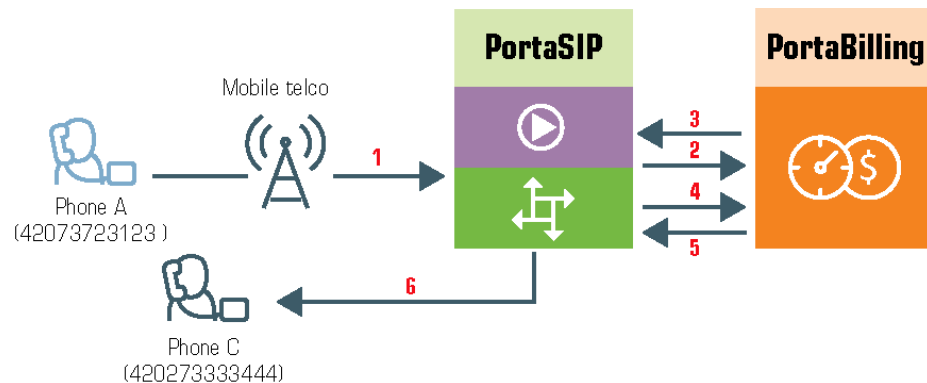 PortaSIP
PortaBilling
Mobile telco
Phone A
(42073723123 )
1
3
2
4
5
$
6
Phone C
(420273333444)